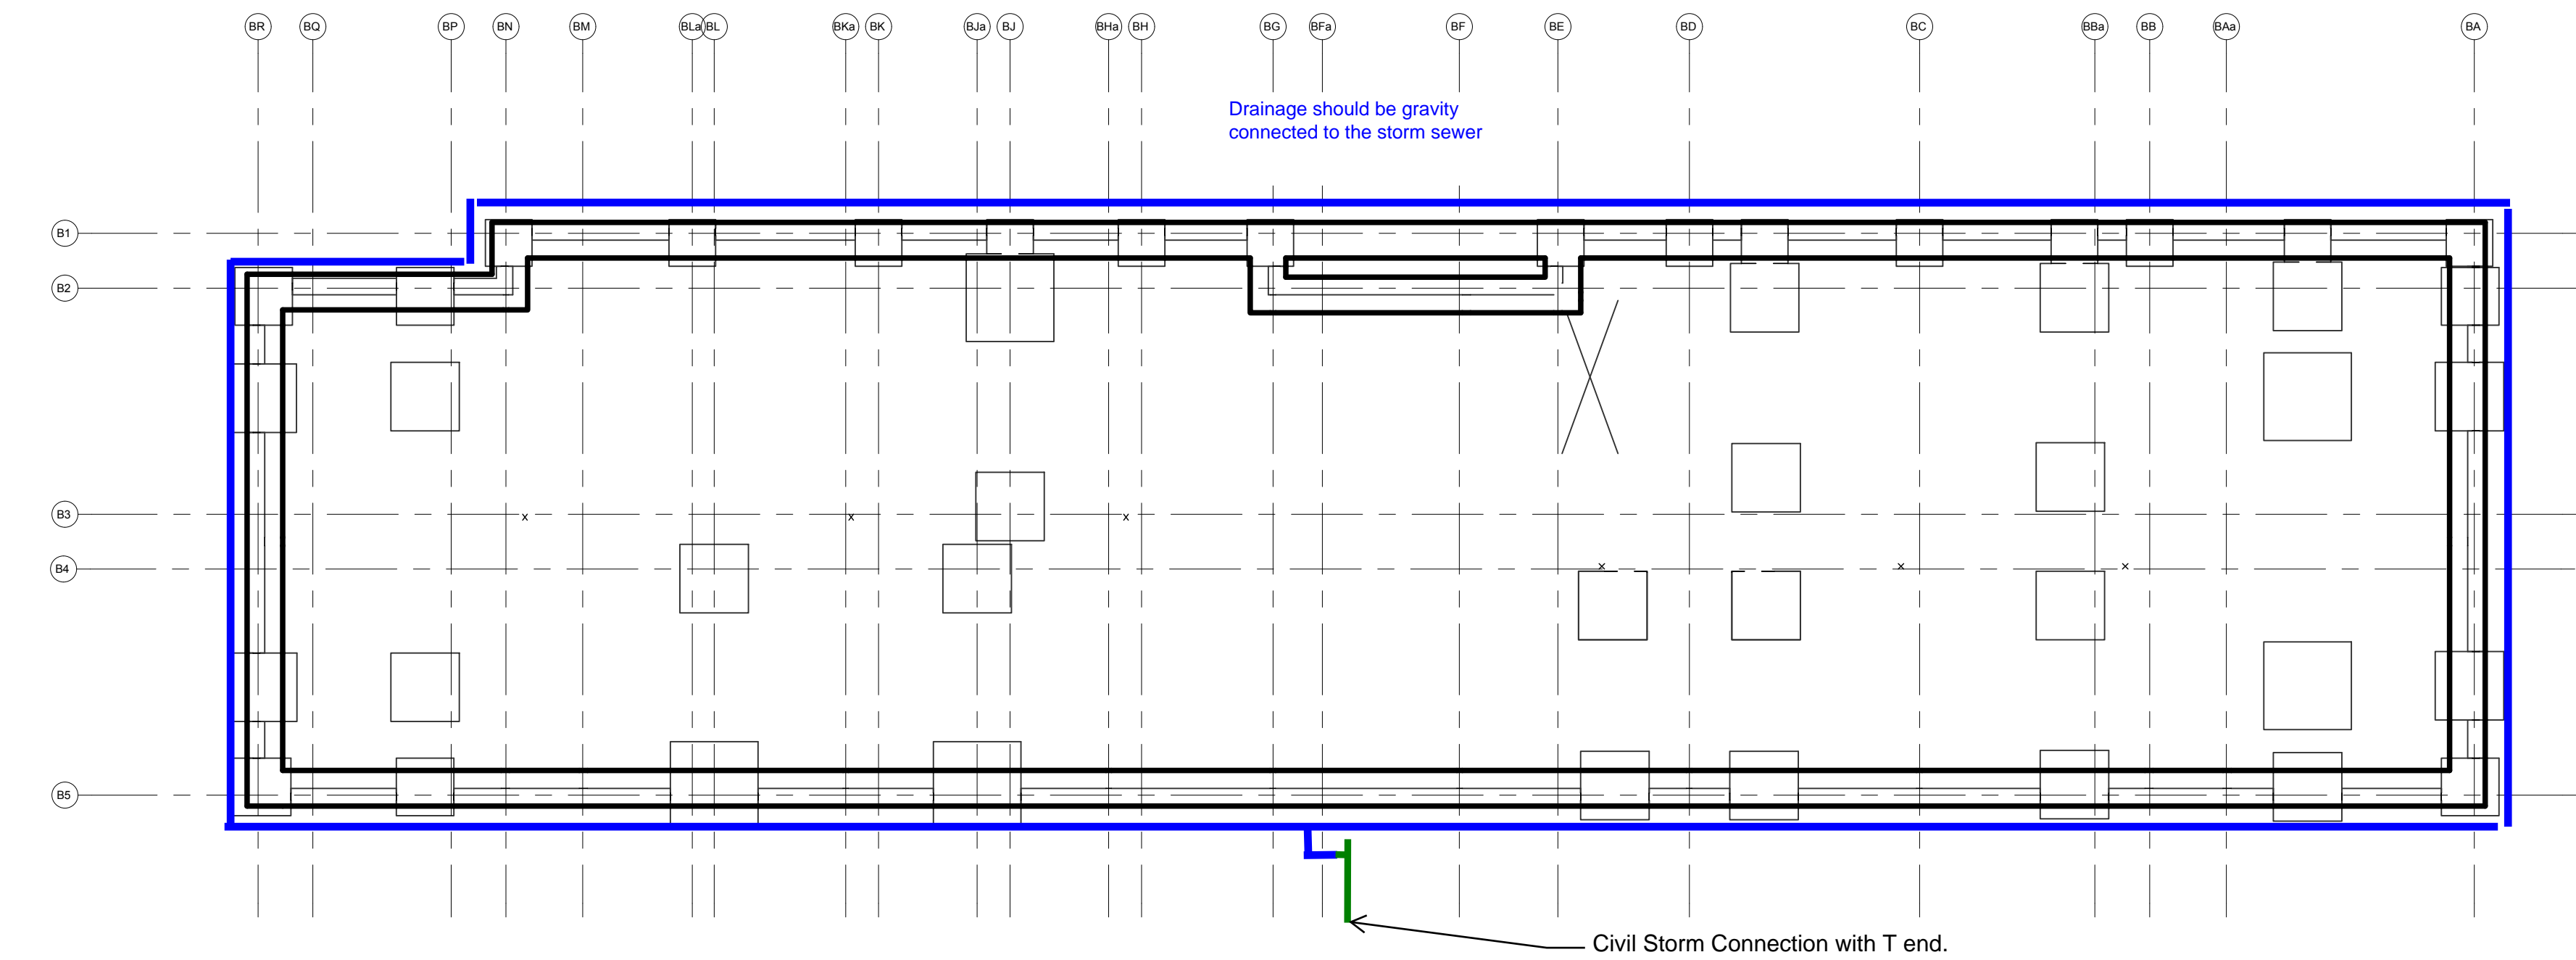 BR
BQ
BP
BN
BM
BLa
BL
BKa
BK
BJa
BJ
BHa
BH
BG
BFa
BF
BE
BD
BC
BBa
BB
BAa
BA
Drainage should be gravity
connected to the storm sewer
B1
B2
B3
x
x
x
B4
x
x
x
B5
Civil Storm Connection with T end.